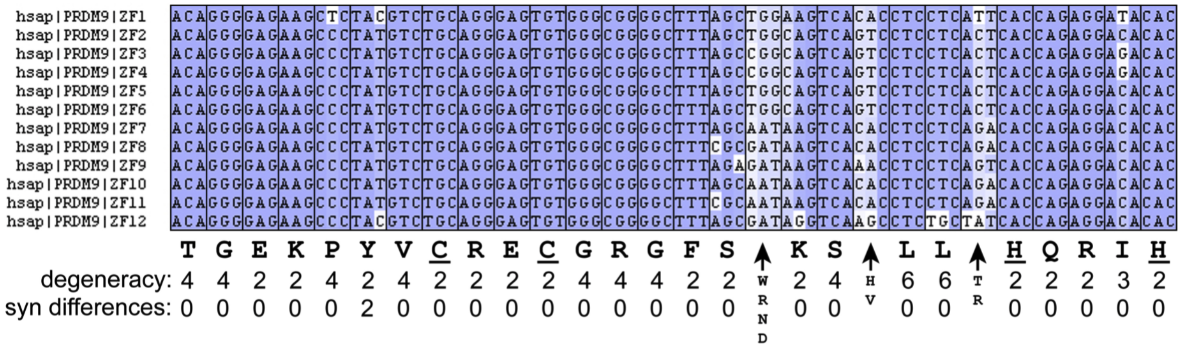 hsap|PRDM9|ZF1 ACAGGGGAGAAGCTCTACGTCTGCAGGGAGTGTGGGCGGGGCTTTAGCTGGAAGTCACACCTCCTCATTCACCAGAGGATACAC
hsap|PRDM9|ZF2 ACAGGGGAGAAGCCCTATGTCTGCAGGGAGTGTGGGCGGGGCTTTAGCTGGCAGTCAGTCCTCCTCACTCACCAGAGGACACAC
hsap|PRDM9|ZF3 ACAGGGGAGAAGCCCTATGTCTGCAGGGAGTGTGGGCGGGGCTTTAGCCGGCAGTCAGTCCTCCTCACTCACCAGAGGAGACAC
hsap|PRDM9|ZF4 ACAGGGGAGAAGCCCTATGTCTGCAGGGAGTGTGGGCGGGGCTTTAGCCGGCAGTCAGTCCTCCTCACTCACCAGAGGAGACAC
hsap|PRDM9|ZF5 ACAGGGGAGAAGCCCTATGTCTGCAGGGAGTGTGGGCGGGGCTTTAGCTGGCAGTCAGTCCTCCTCACTCACCAGAGGACACAC
hsap|PRDM9|ZF6 ACAGGGGAGAAGCCCTATGTCTGCAGGGAGTGTGGGCGGGGCTTTAGCTGGCAGTCAGTCCTCCTCACTCACCAGAGGACACAC
hsap|PRDM9|ZF7 ACAGGGGAGAAGCCCTATGTCTGCAGGGAGTGTGGGCGGGGCTTTAGCAATAAGTCACACCTCCTCAGACACCAGAGGACACAC
hsap|PRDM9|ZF8 ACAGGGGAGAAGCCCTATGTCTGCAGGGAGTGTGGGCGGGGCTTTCGCGATAAGTCACACCTCCTCAGACACCAGAGGACACAC
hsap|PRDM9|ZF9 ACAGGGGAGAAGCCCTATGTCTGCAGGGAGTGTGGGCGGGGCTTTAGAGATAAGTCAAACCTCCTCAGTCACCAGAGGACACAC
hsap|PRDM9|ZF10 ACAGGGGAGAAGCCCTATGTCTGCAGGGAGTGTGGGCGGGGCTTTAGCAATAAGTCACACCTCCTCAGACACCAGAGGACACAC
hsap|PRDM9|ZF11 ACAGGGGAGAAGCCCTATGTCTGCAGGGAGTGTGGGCGGGGCTTTCGCAATAAGTCACACCTCCTCAGACACCAGAGGACACAC
hsap|PRDM9|ZF12 ACAGGGGAGAAGCCCTACGTCTGCAGGGAGTGTGGGCGGGGCTTTAGCGATAGGTCAAGCCTCTGCTATCACCAGAGGACACAC
T G E K P Y V C R E C G R G F S K S L L H Q R I H
degeneracy: 4 4 2 2 4 2 4 2 2 2 2 4 2 4 2 2 W 2 4 H 6 6 T 2 2 2 3 2
R V R
syn differences: 0 0 0 0 0 2 0 0 0 0 0 0 0 0 0 0 N 0 0 0 0 0 0 0 0 0
D